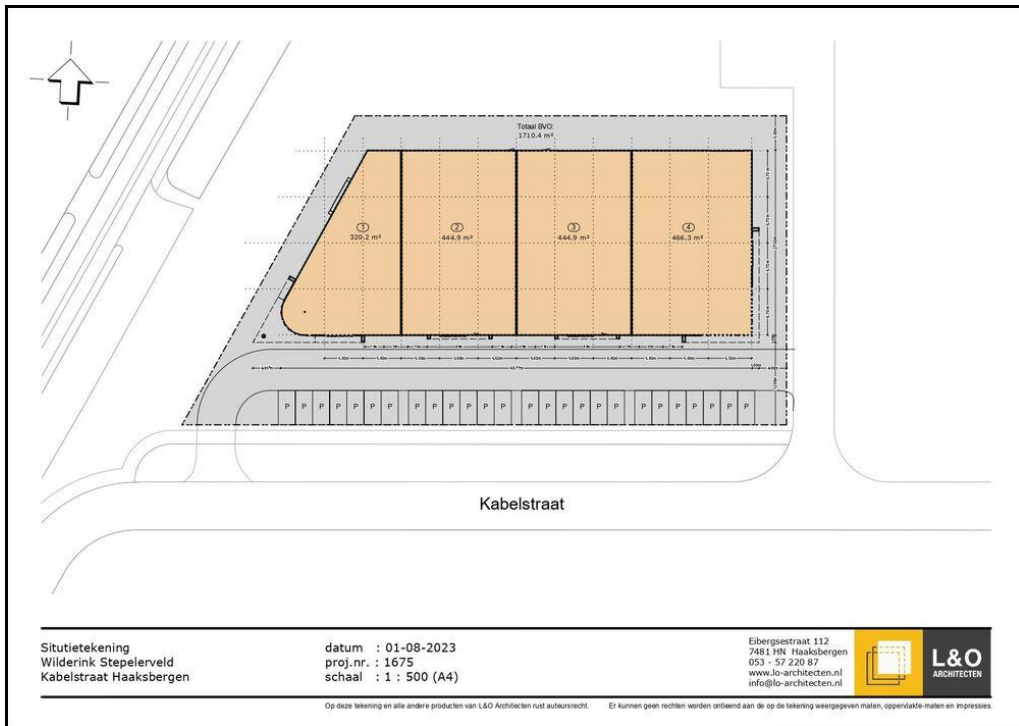 Totaal BVO:
1710.4 m²
1
320.2 m²
2
444.9 m²
3
444.9 m²
4
466.3 m²
P P P P P P P P P P P P P P P P P P P P P P P P P P P
Kabelstraat
Situtietekening
Wilderink Stepelerveld
Kabelstraat Haaksbergen
datum : 01-08-2023
proj.nr. : 1675
schaal : 1 : 500 (A4)
Eibergsestraat 112
7481 HN Haaksbergen
053 - 57 220 87
www.lo-architecten.nl
info@lo-architecten.nl
L&O
ARCHITECTEN
Op deze tekening en alle andere producten van L&O Architecten rust auteursrecht. Er kunnen geen rechten worden ontleend aan de op de tekening weergegeven maten, oppervlakte-maten en impressies.